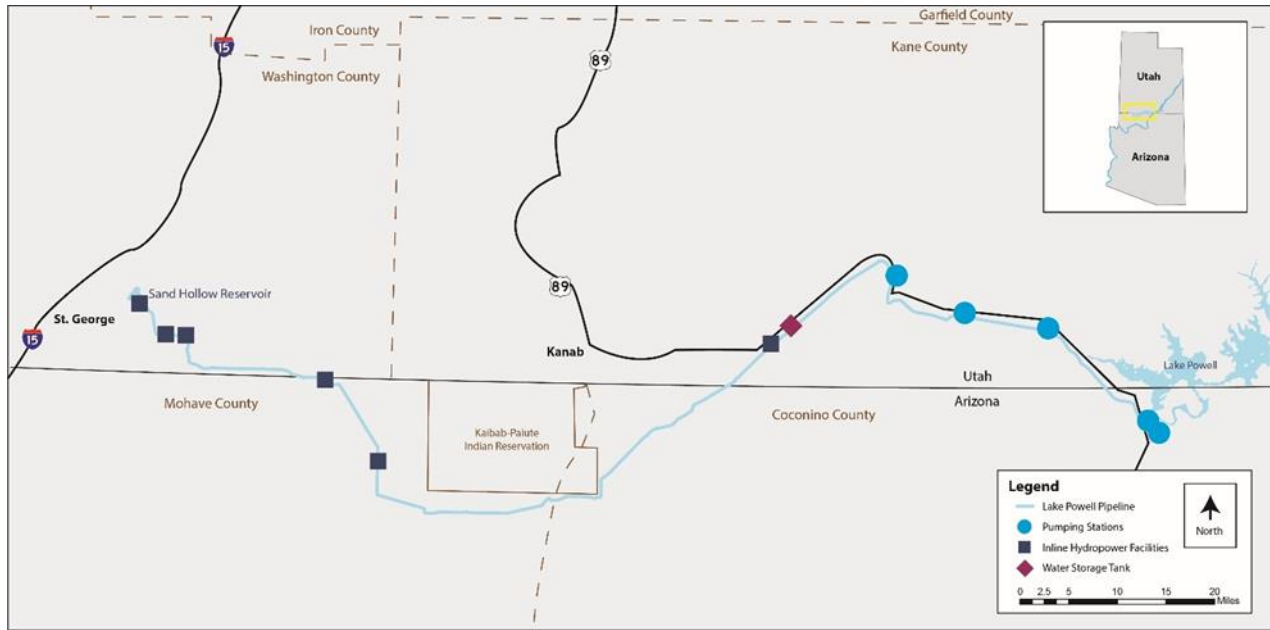 Garfield County
Iron County
Kane County
15
Washington County
89
Utah
Arizona
89
Sand Hollow Reservoir
St. George
15
Kanab
Lake Powell
Utah
Arizona
Mohave County
Coconino County
Kaibab-Paiute
Indian Reservation
Legend
Lake Powell Pipeline
Pumping Stations
Inline Hydropower Facilities
Water Storage Tank
North
0 2.5 5 10 15 20
Miles